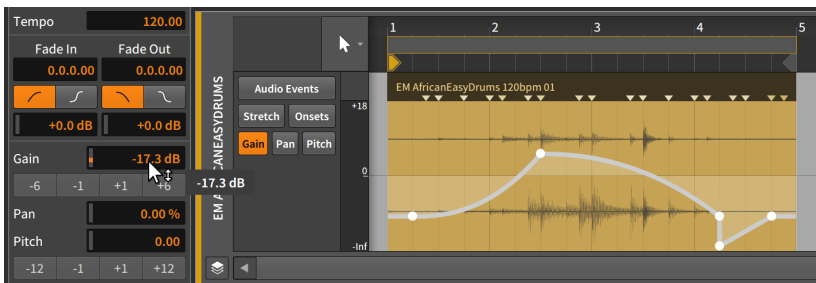 Tempo 120.00
Fade In Fade Out
0.0.0.00 0.0.0.00
+0.0 dB +0.0 dB
Gain -17.3 dB
-6 -1 +1 +6
-17.3 dB
Pan 0.00 %
Pitch 0.00
-12 -1 +1 +12
EM AFRICANEASYDRUMS
Audio Events
Stretch Onsets
Gain Pan Pitch
1 2 3 4 5
EM AfricanEasyDrums 120bpm 01
+18
0
-Inf